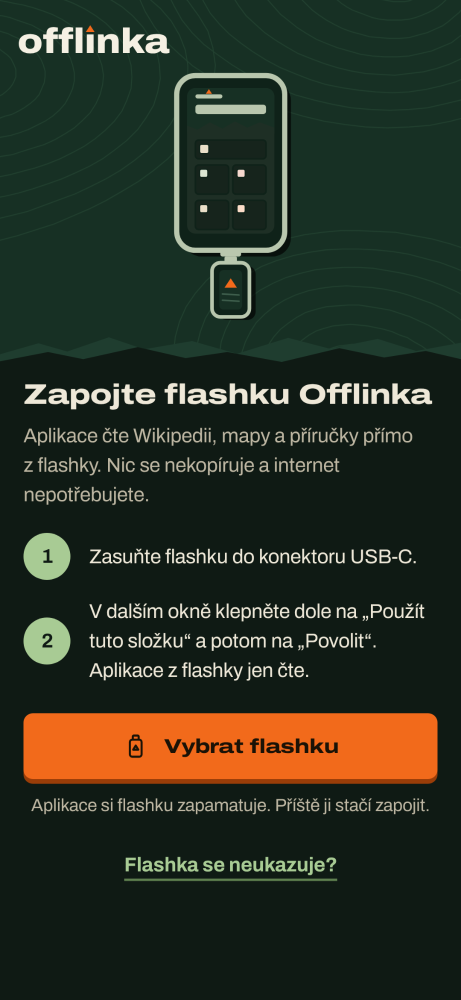 offlinka
Zapojte flashku Offlinka
Aplikace čte Wikipedii, mapy a příručky přímo
z flashky. Nic se nekopíruje a internet
nepotřebujete.
1
Zasuňte flashku do konektoru USB-C.
2
V dalším okně klepněte dole na „Použít
tuto složku“ a potom na „Povolit“.
Aplikace z flashky jen čte.
Vybrat flashku
Aplikace si flashku zapamatuje. Příště ji stačí zapojit.
Flashka se neukazuje?